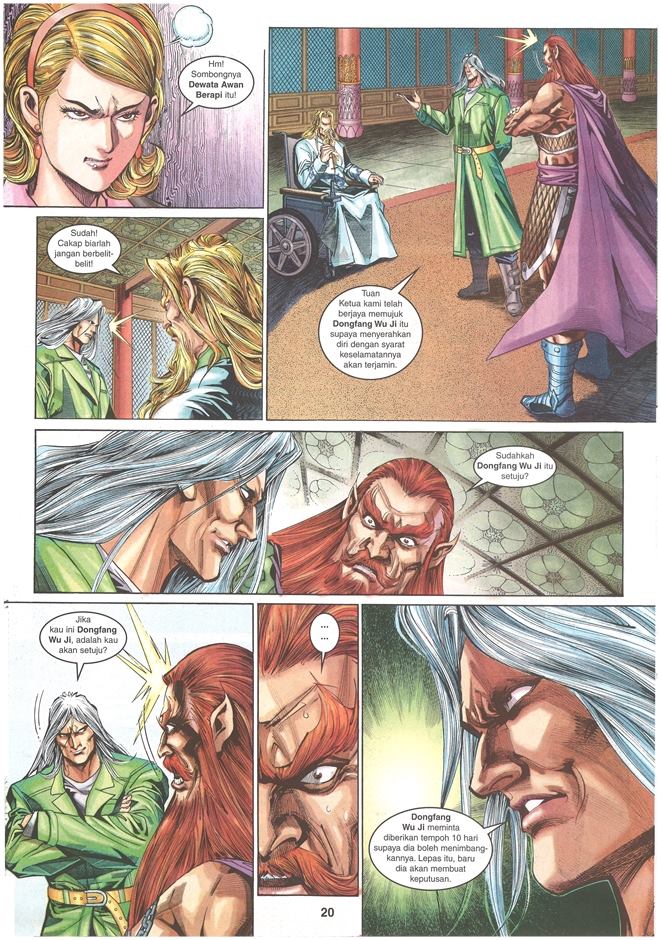 Hm!
Sombongnya
Dewata Awan
Berapi itu!
Tuan
Ketua kami telah
berjaya memujuk
Dongfang Wu Ji itu
supaya menyerahkan
diri dengan syarat
keselamatannya
akan terjamin.
Sudah!
Cakap biarlah
jangan berbelit-
belit!
Sudahkah
Dongfang Wu Ji itu
setuju?
Jika
kau ini Dongfang
Wu Ji, adalah kau
akan setuju?
...
...
Dongfang
Wu Ji meminta
diberikan tempoh 10 hari
supaya dia boleh menimbang-
kannya. Lepas itu, baru
dia akan membuat
keputusan.
20